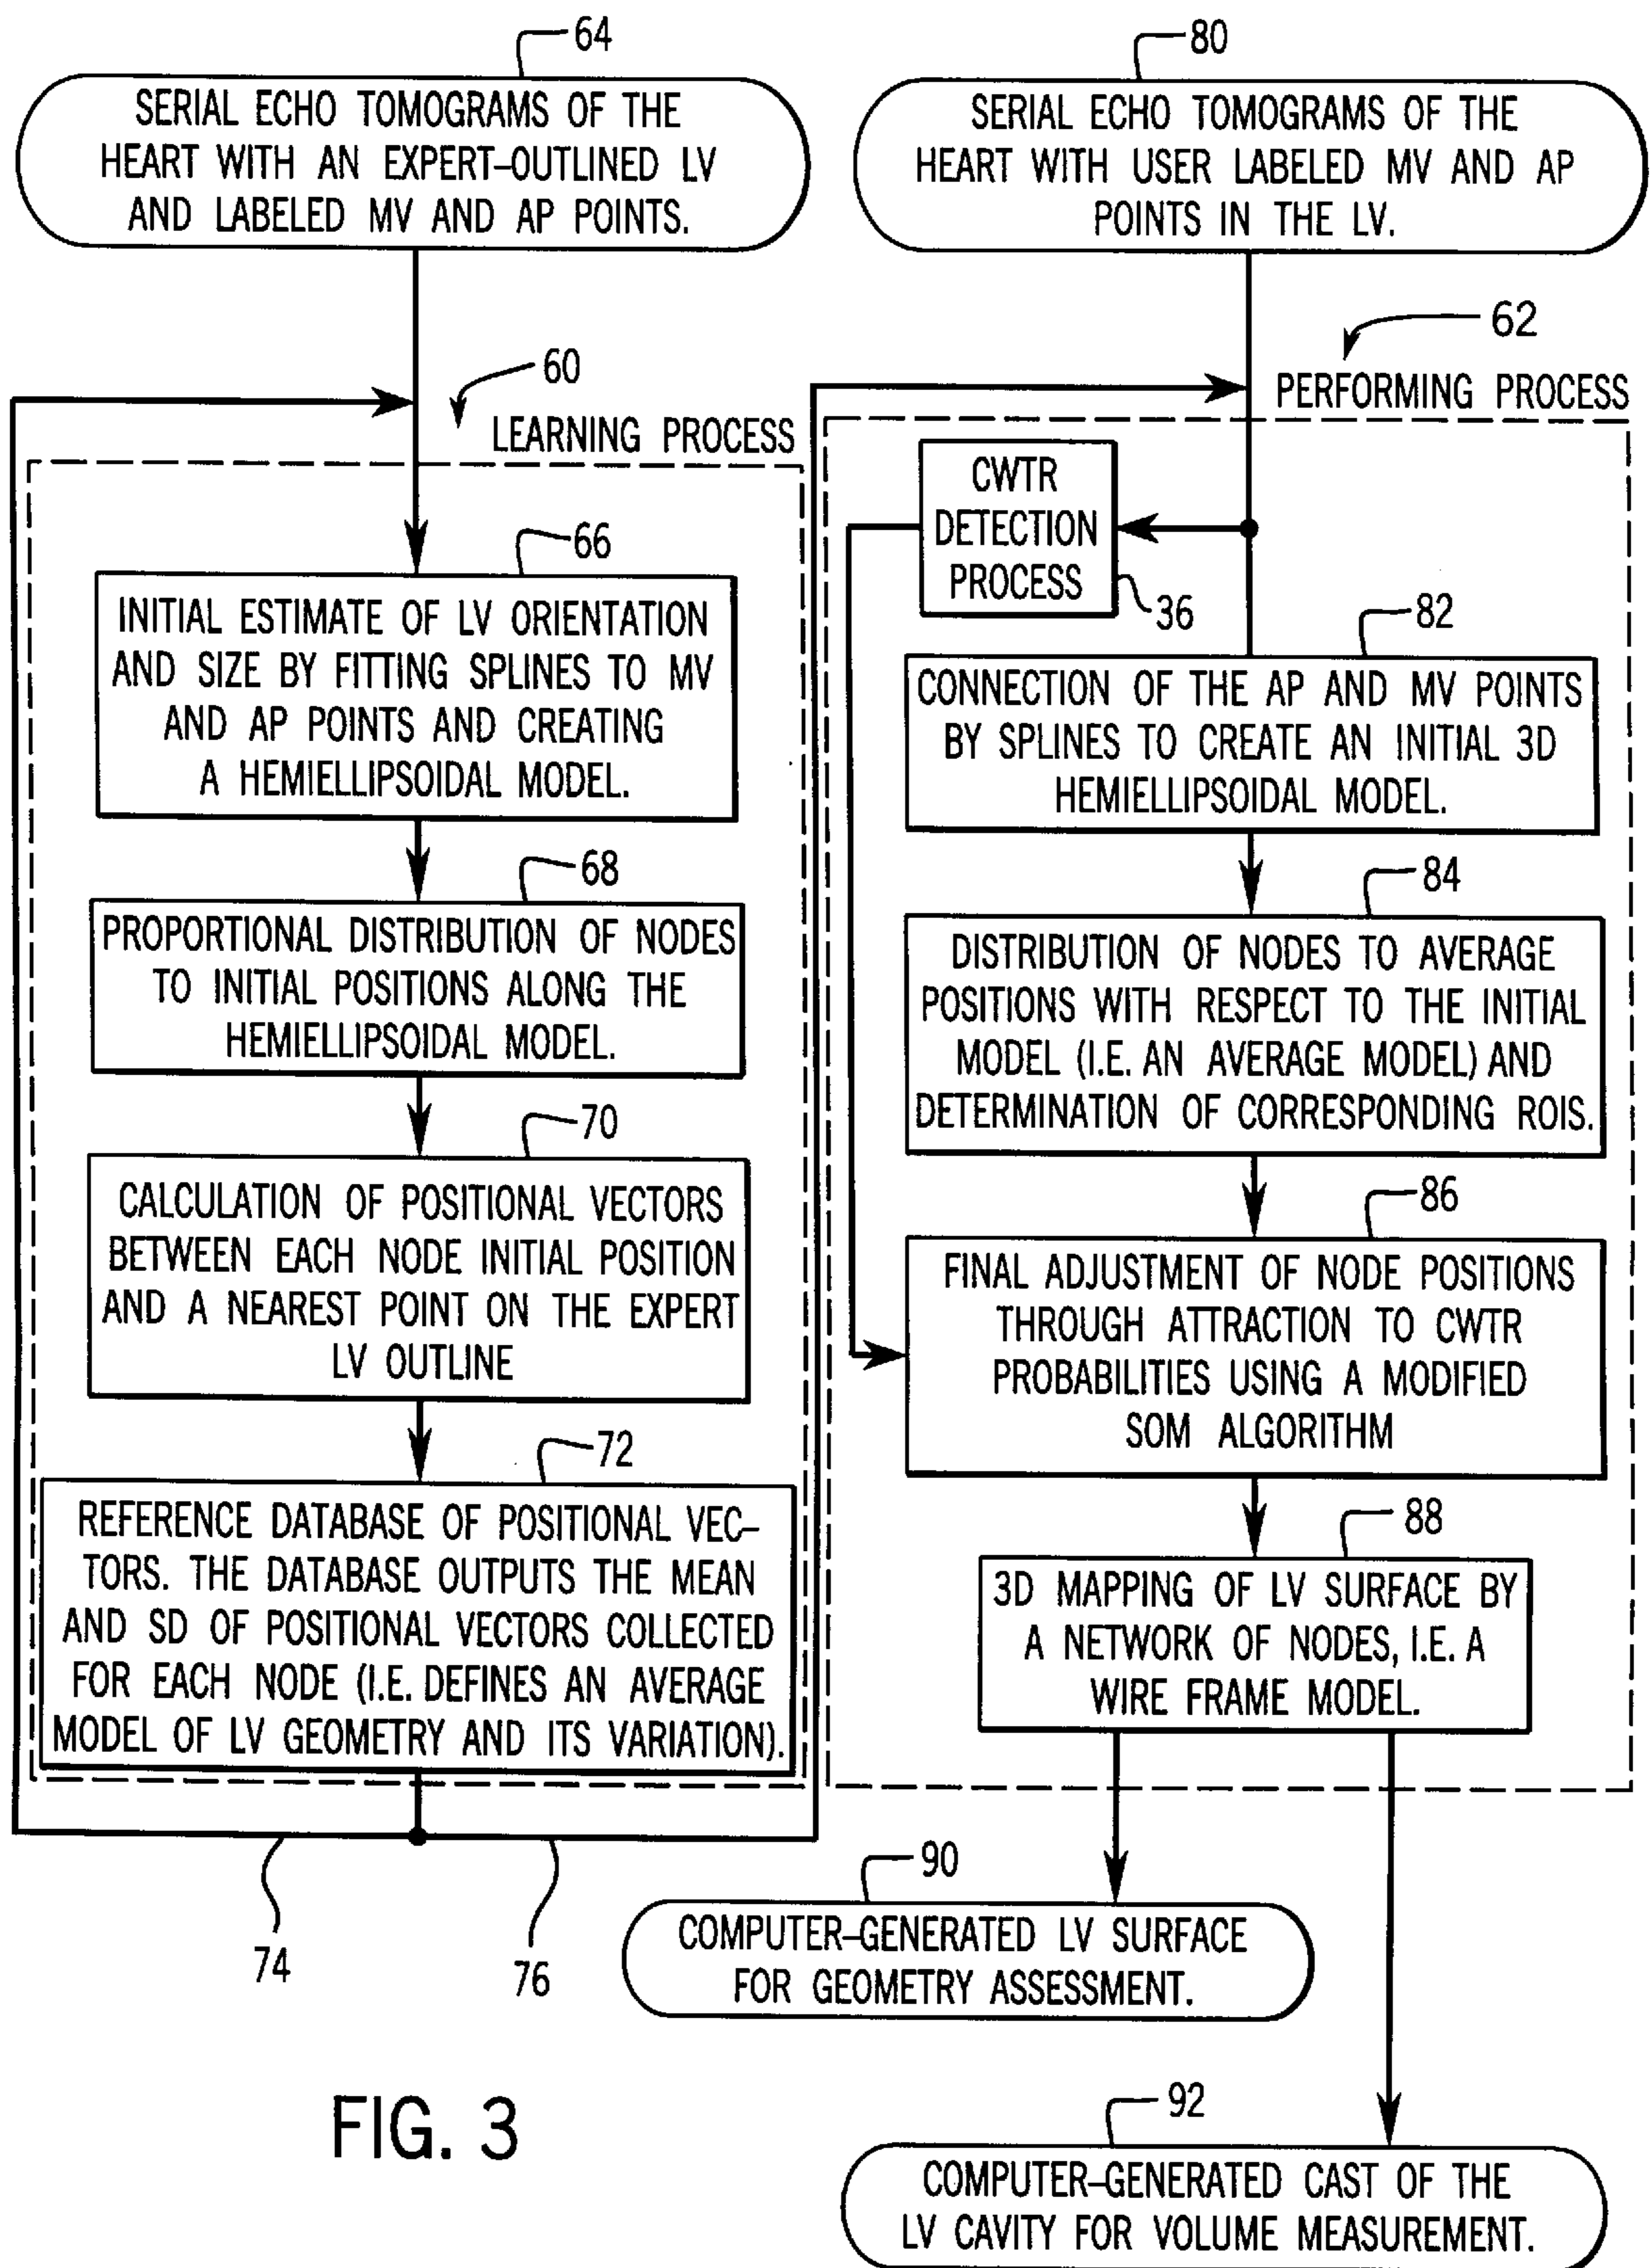 64
SERIAL ECHO TOMOGRAMS OF THE
HEART WITH AN EXPERT–OUTLINED LV
AND LABELED MV AND AP POINTS.
60
LEARNING PROCESS
66
INITIAL ESTIMATE OF LV ORIENTATION
AND SIZE BY FITTING SPLINES TO MV
AND AP POINTS AND CREATING
A HEMIELLIPSOIDAL MODEL.
68
PROPORTIONAL DISTRIBUTION OF NODES
TO INITIAL POSITIONS ALONG THE
HEMIELLIPSOIDAL MODEL.
70
CALCULATION OF POSITIONAL VECTORS
BETWEEN EACH NODE INITIAL POSITION
AND A NEAREST POINT ON THE EXPERT
LV OUTLINE
72
REFERENCE DATABASE OF POSITIONAL VEC–
TORS. THE DATABASE OUTPUTS THE MEAN
AND SD OF POSITIONAL VECTORS COLLECTED
FOR EACH NODE (I.E. DEFINES AN AVERAGE
MODEL OF LV GEOMETRY AND ITS VARIATION).
74
76
80
SERIAL ECHO TOMOGRAMS OF THE
HEART WITH USER LABELED MV AND AP
POINTS IN THE LV.
62
PERFORMING PROCESS
CWTR
DETECTION
PROCESS
36
82
CONNECTION OF THE AP AND MV POINTS
BY SPLINES TO CREATE AN INITIAL 3D
HEMIELLIPSOIDAL MODEL.
84
DISTRIBUTION OF NODES TO AVERAGE
POSITIONS WITH RESPECT TO THE INITIAL
MODEL (I.E. AN AVERAGE MODEL) AND
DETERMINATION OF CORRESPONDING ROIS.
86
FINAL ADJUSTMENT OF NODE POSITIONS
THROUGH ATTRACTION TO CWTR
PROBABILITIES USING A MODIFIED
SOM ALGORITHM
88
3D MAPPING OF LV SURFACE BY
A NETWORK OF NODES, I.E. A
WIRE FRAME MODEL.
90
COMPUTER–GENERATED LV SURFACE
FOR GEOMETRY ASSESSMENT.
92
COMPUTER–GENERATED CAST OF THE
LV CAVITY FOR VOLUME MEASUREMENT.
FIG. 3